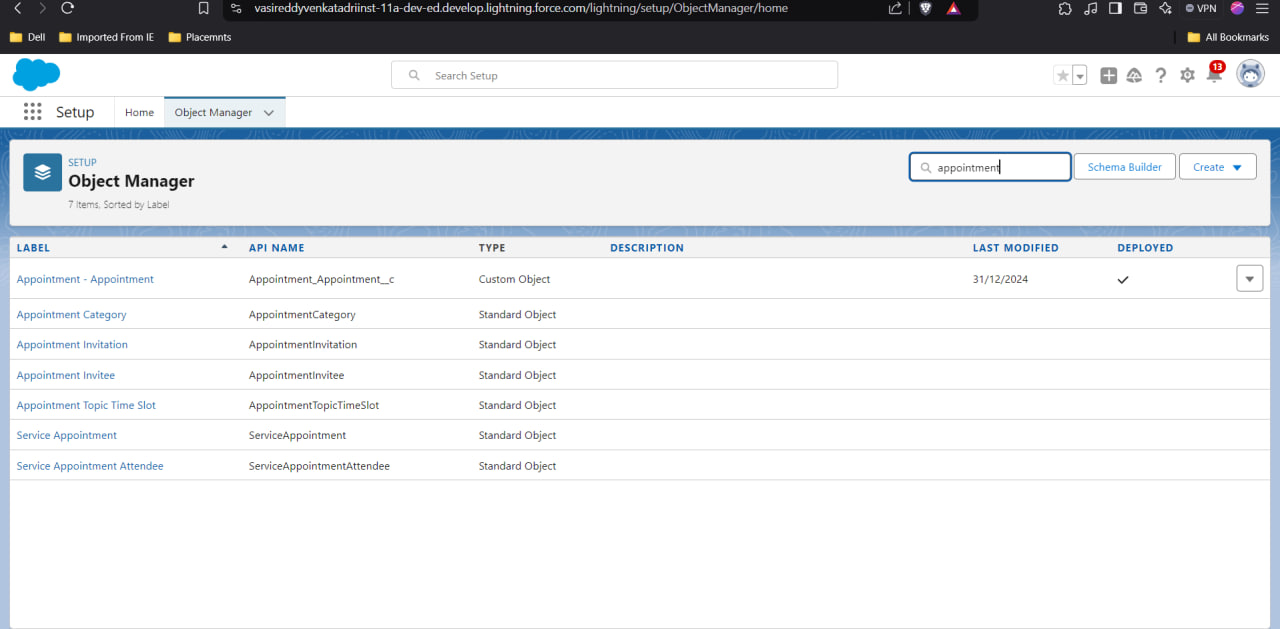 vasireddyvenkatadriinst-11a-dev-ed.develop.lightning.force.com/lightning/setup/ObjectManager/home
VPN
Dell Imported From IE Placemnts All Bookmarks
Search Setup
13
Setup Home Object Manager
SETUP
Object Manager
7 Items, Sorted by Label
appointment
Schema Builder
Create
LABEL API NAME TYPE DESCRIPTION LAST MODIFIED DEPLOYED
Appointment - Appointment Appointment_Appointment__c Custom Object 31/12/2024
Appointment Category AppointmentCategory Standard Object
Appointment Invitation AppointmentInvitation Standard Object
Appointment Invitee AppointmentInvitee Standard Object
Appointment Topic Time Slot AppointmentTopicTimeSlot Standard Object
Service Appointment ServiceAppointment Standard Object
Service Appointment Attendee ServiceAppointmentAttendee Standard Object